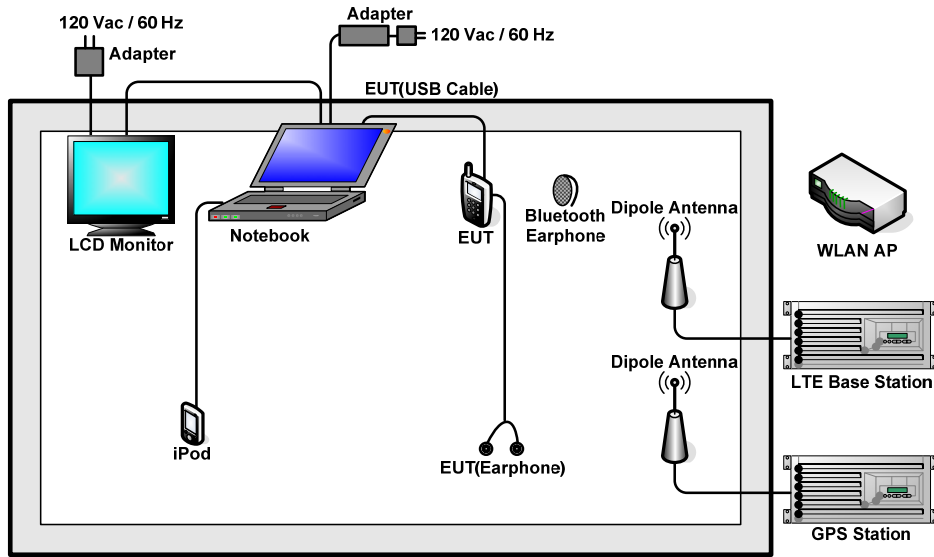 Adapter
120 Vac / 60 Hz
120 Vac / 60 Hz
Adapter
EUT(USB Cable)
LCD Monitor
Notebook
EUT
Bluetooth
Earphone
Dipole Antenna
WLAN AP
LTE Base Station
Dipole Antenna
iPod
EUT(Earphone)
GPS Station